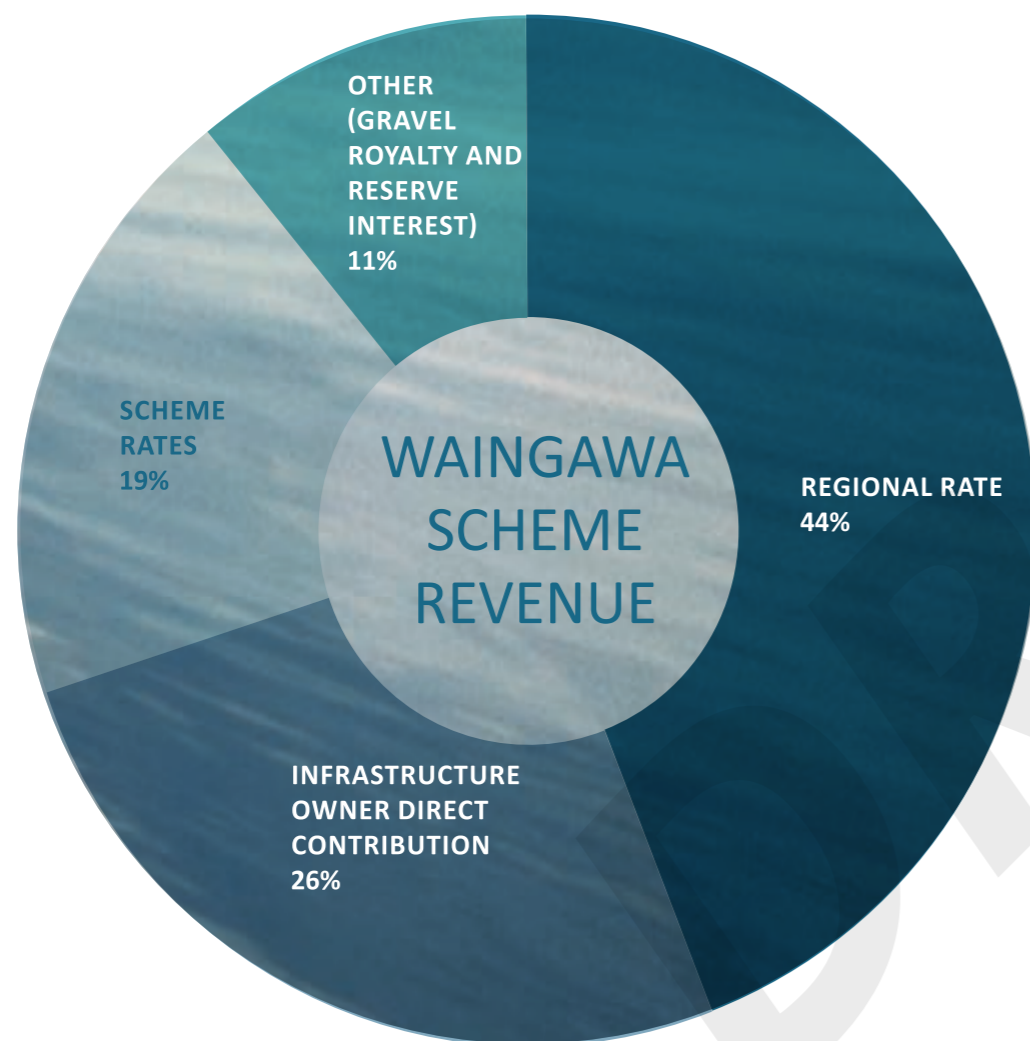 OTHER
(GRAVEL
ROYALTY AND
RESERVE
INTEREST)
11%
SCHEME
RATES
19%
WAINGAWA
SCHEME
REVENUE
REGIONAL RATE
44%
INFRASTRUCTURE
OWNER DIRECT
CONTRIBUTION
26%